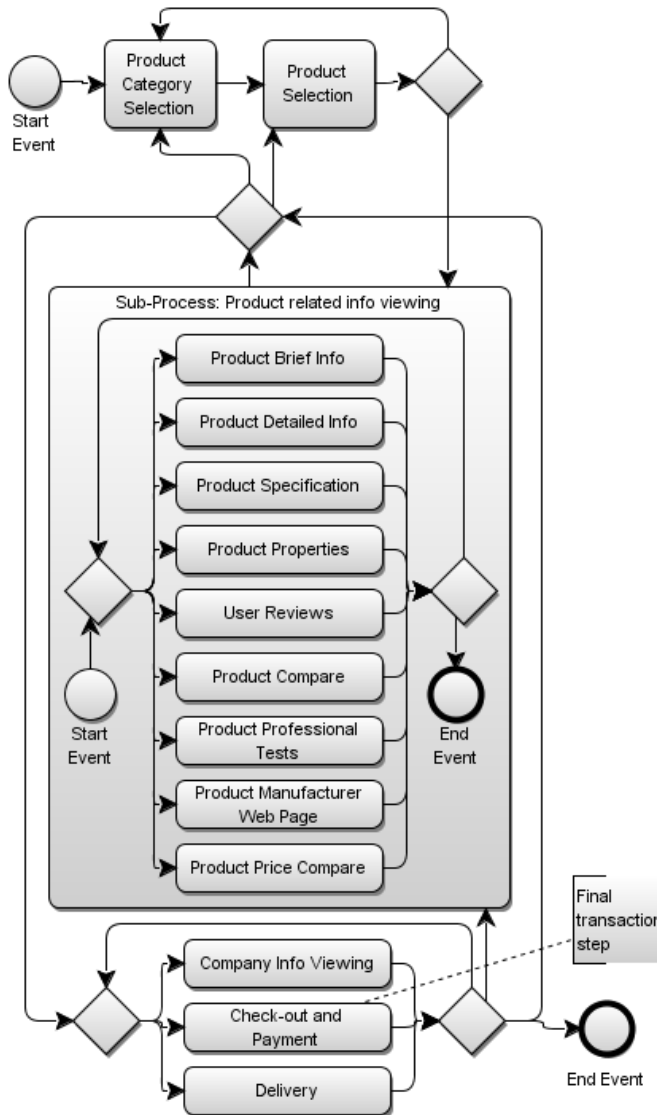 Product
Category
Selection
Product
Selection
Start
Event
Sub-Process: Product related info viewing
Product Brief Info
Product Detailed Info
Product Specification
Product Properties
User Reviews
Product Compare
Start
Event
End
Event
Product Professional
Tests
Product Manufacturer
Web Page
Product Price Compare
Final
transaction
step
Company Info Viewing
Check-out and
Payment
Delivery
End Event